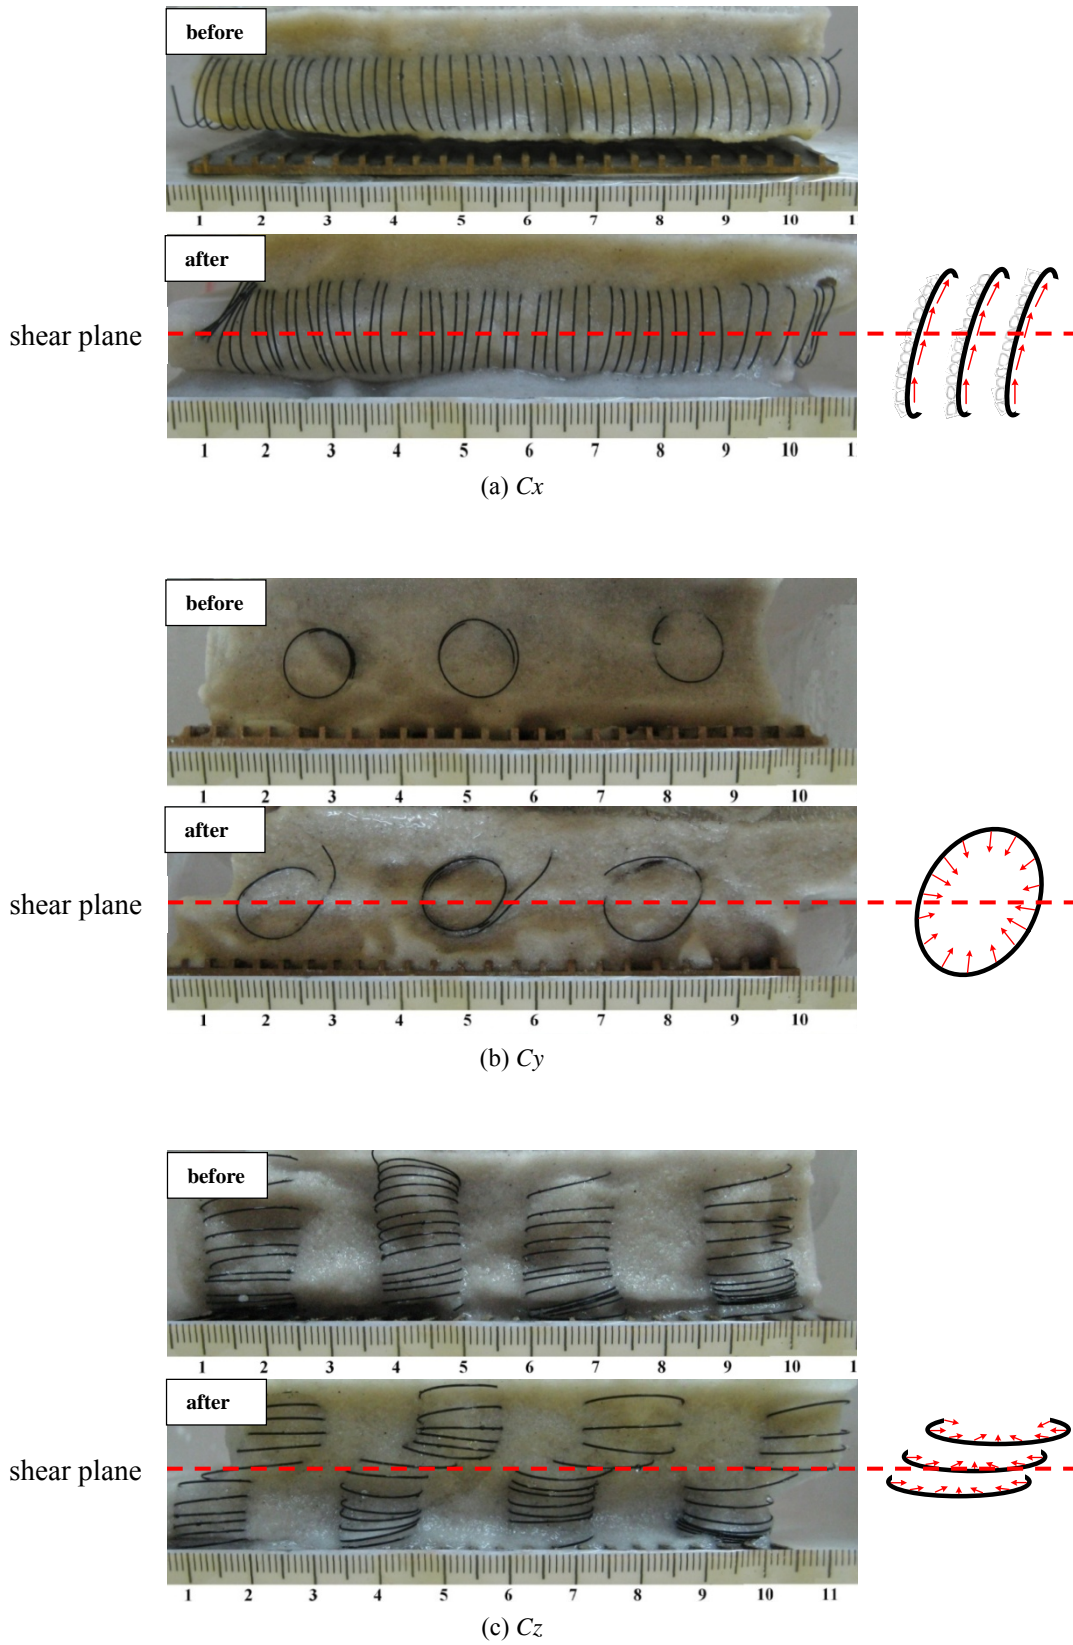 before
1 2 3 4 5 6 7 8 9 10 1
after
shear plane
1 2 3 4 5 6 7 8 9 10 1
(a) Cx
before
1 2 3 4 5 6 7 8 9 10
after
shear plane
1 2 3 4 5 6 7 8 9 10
(b) Cy
before
1 2 3 4 5 6 7 8 9 10 1
after
shear plane
1 2 3 4 5 6 7 8 9 10 11
(c) Cz